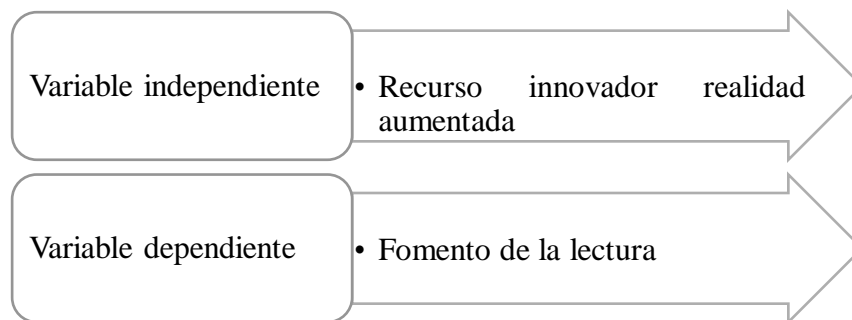 Variable independiente
• Recurso innovador realidad
aumentada
Variable dependiente
• Fomento de la lectura